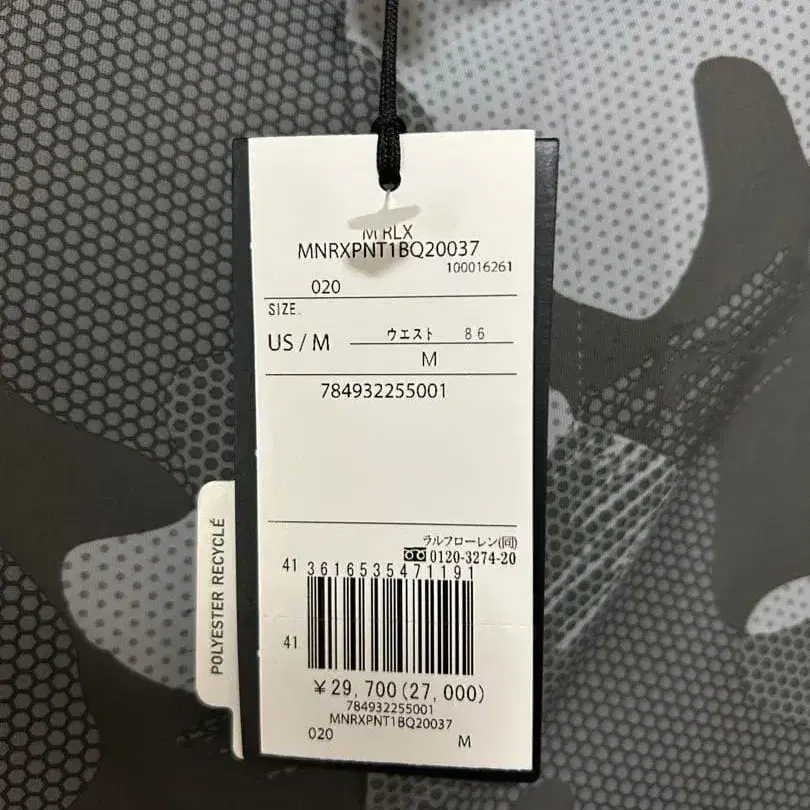 M RLX
MNRXPNT1BQ20037
100016261
020
SIZE.
US / M
ウエスト 86
M
784932255001
ラルフローレン(同)
0120-3274-20
41 3616535471191
41
¥29,700(27,000)
784932255001
MNRXPNT1BQ20037
020 M
POLYESTER RECYCLÉ